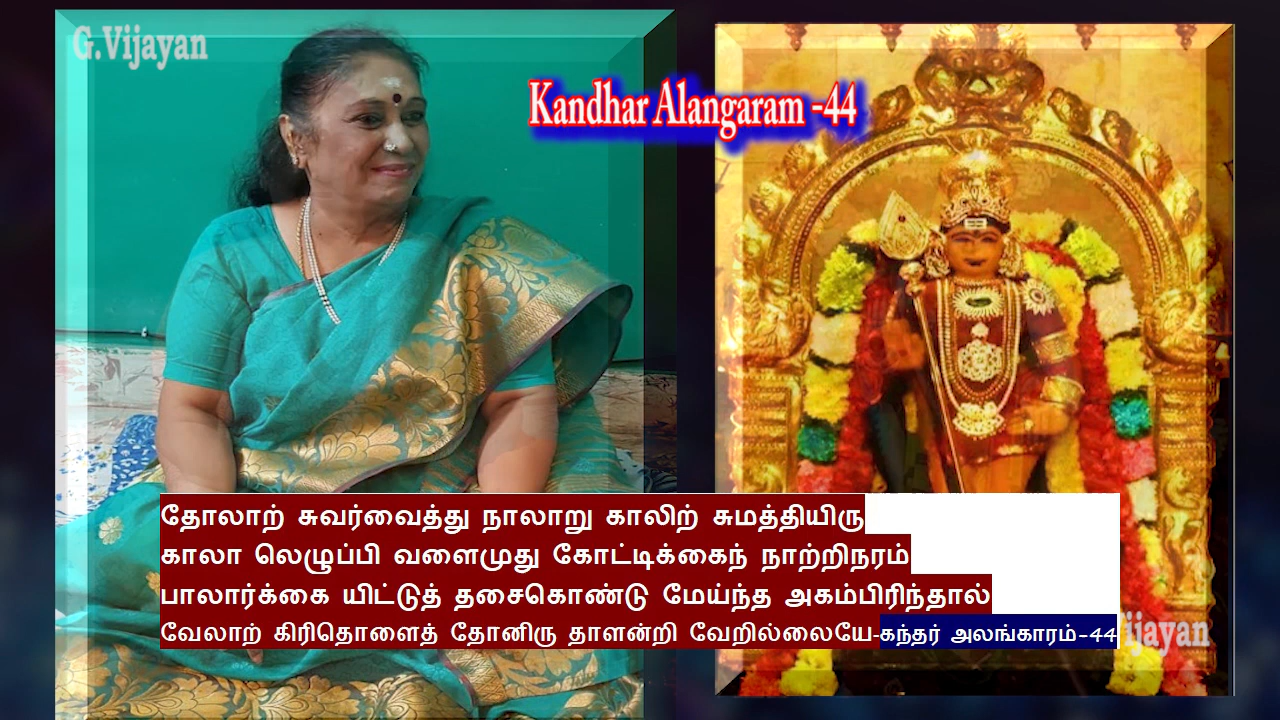 G.Vijayan
Kandhar Alangaram -44
தோலாற் சுவர்வைத்து நாலாறு காலிற் சுமத்தியிரு
காலா லெழுப்பி வளைமுது கோட்டிக்கைந் நாற்றிநரம்
பாலார்க்கை யிட்டுத் தசைகொண்டு மேய்ந்த அகம்பிரிந்தால்
வேலாற் கிரிதொளைத் தோனிரு தாளன்றி வேறில்லையே-கந்தர் அலங்காரம்-44